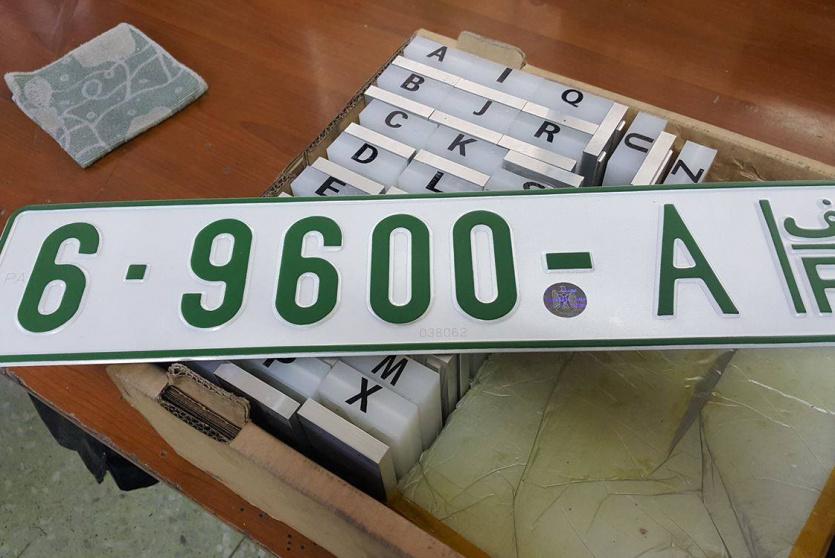 A I Q
B J R U N
C K
D L
E
6·9600-A ف
P
038062
M
X